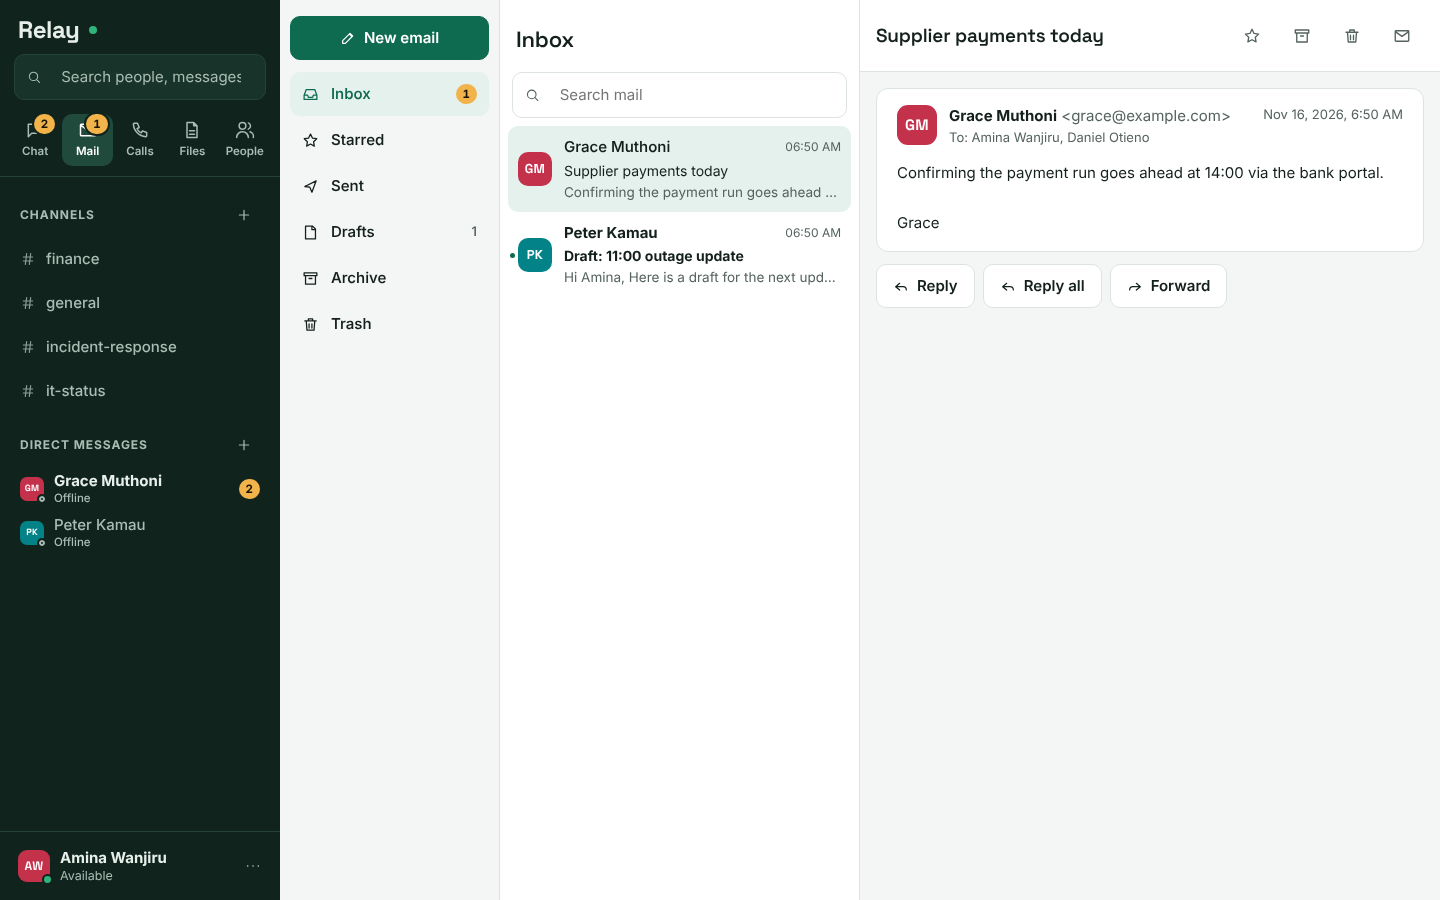 Relay
Search people, messages
2
Chat
1
Mail
Calls
Files
People
CHANNELS
# finance
# general
# incident-response
# it-status
DIRECT MESSAGES
GM
Grace Muthoni
Offline
2
PK
Peter Kamau
Offline
AW
Amina Wanjiru
Available
New email
Inbox
1
Starred
Sent
Drafts
1
Archive
Trash
Inbox
Search mail
GM
Grace Muthoni
06:50 AM
Supplier payments today
Confirming the payment run goes ahead ...
PK
Peter Kamau
06:50 AM
Draft: 11:00 outage update
Hi Amina, Here is a draft for the next upd...
Supplier payments today
GM
Grace Muthoni <grace@example.com>
Nov 16, 2026, 6:50 AM
To: Amina Wanjiru, Daniel Otieno
Confirming the payment run goes ahead at 14:00 via the bank portal.
Grace
Reply
Reply all
Forward